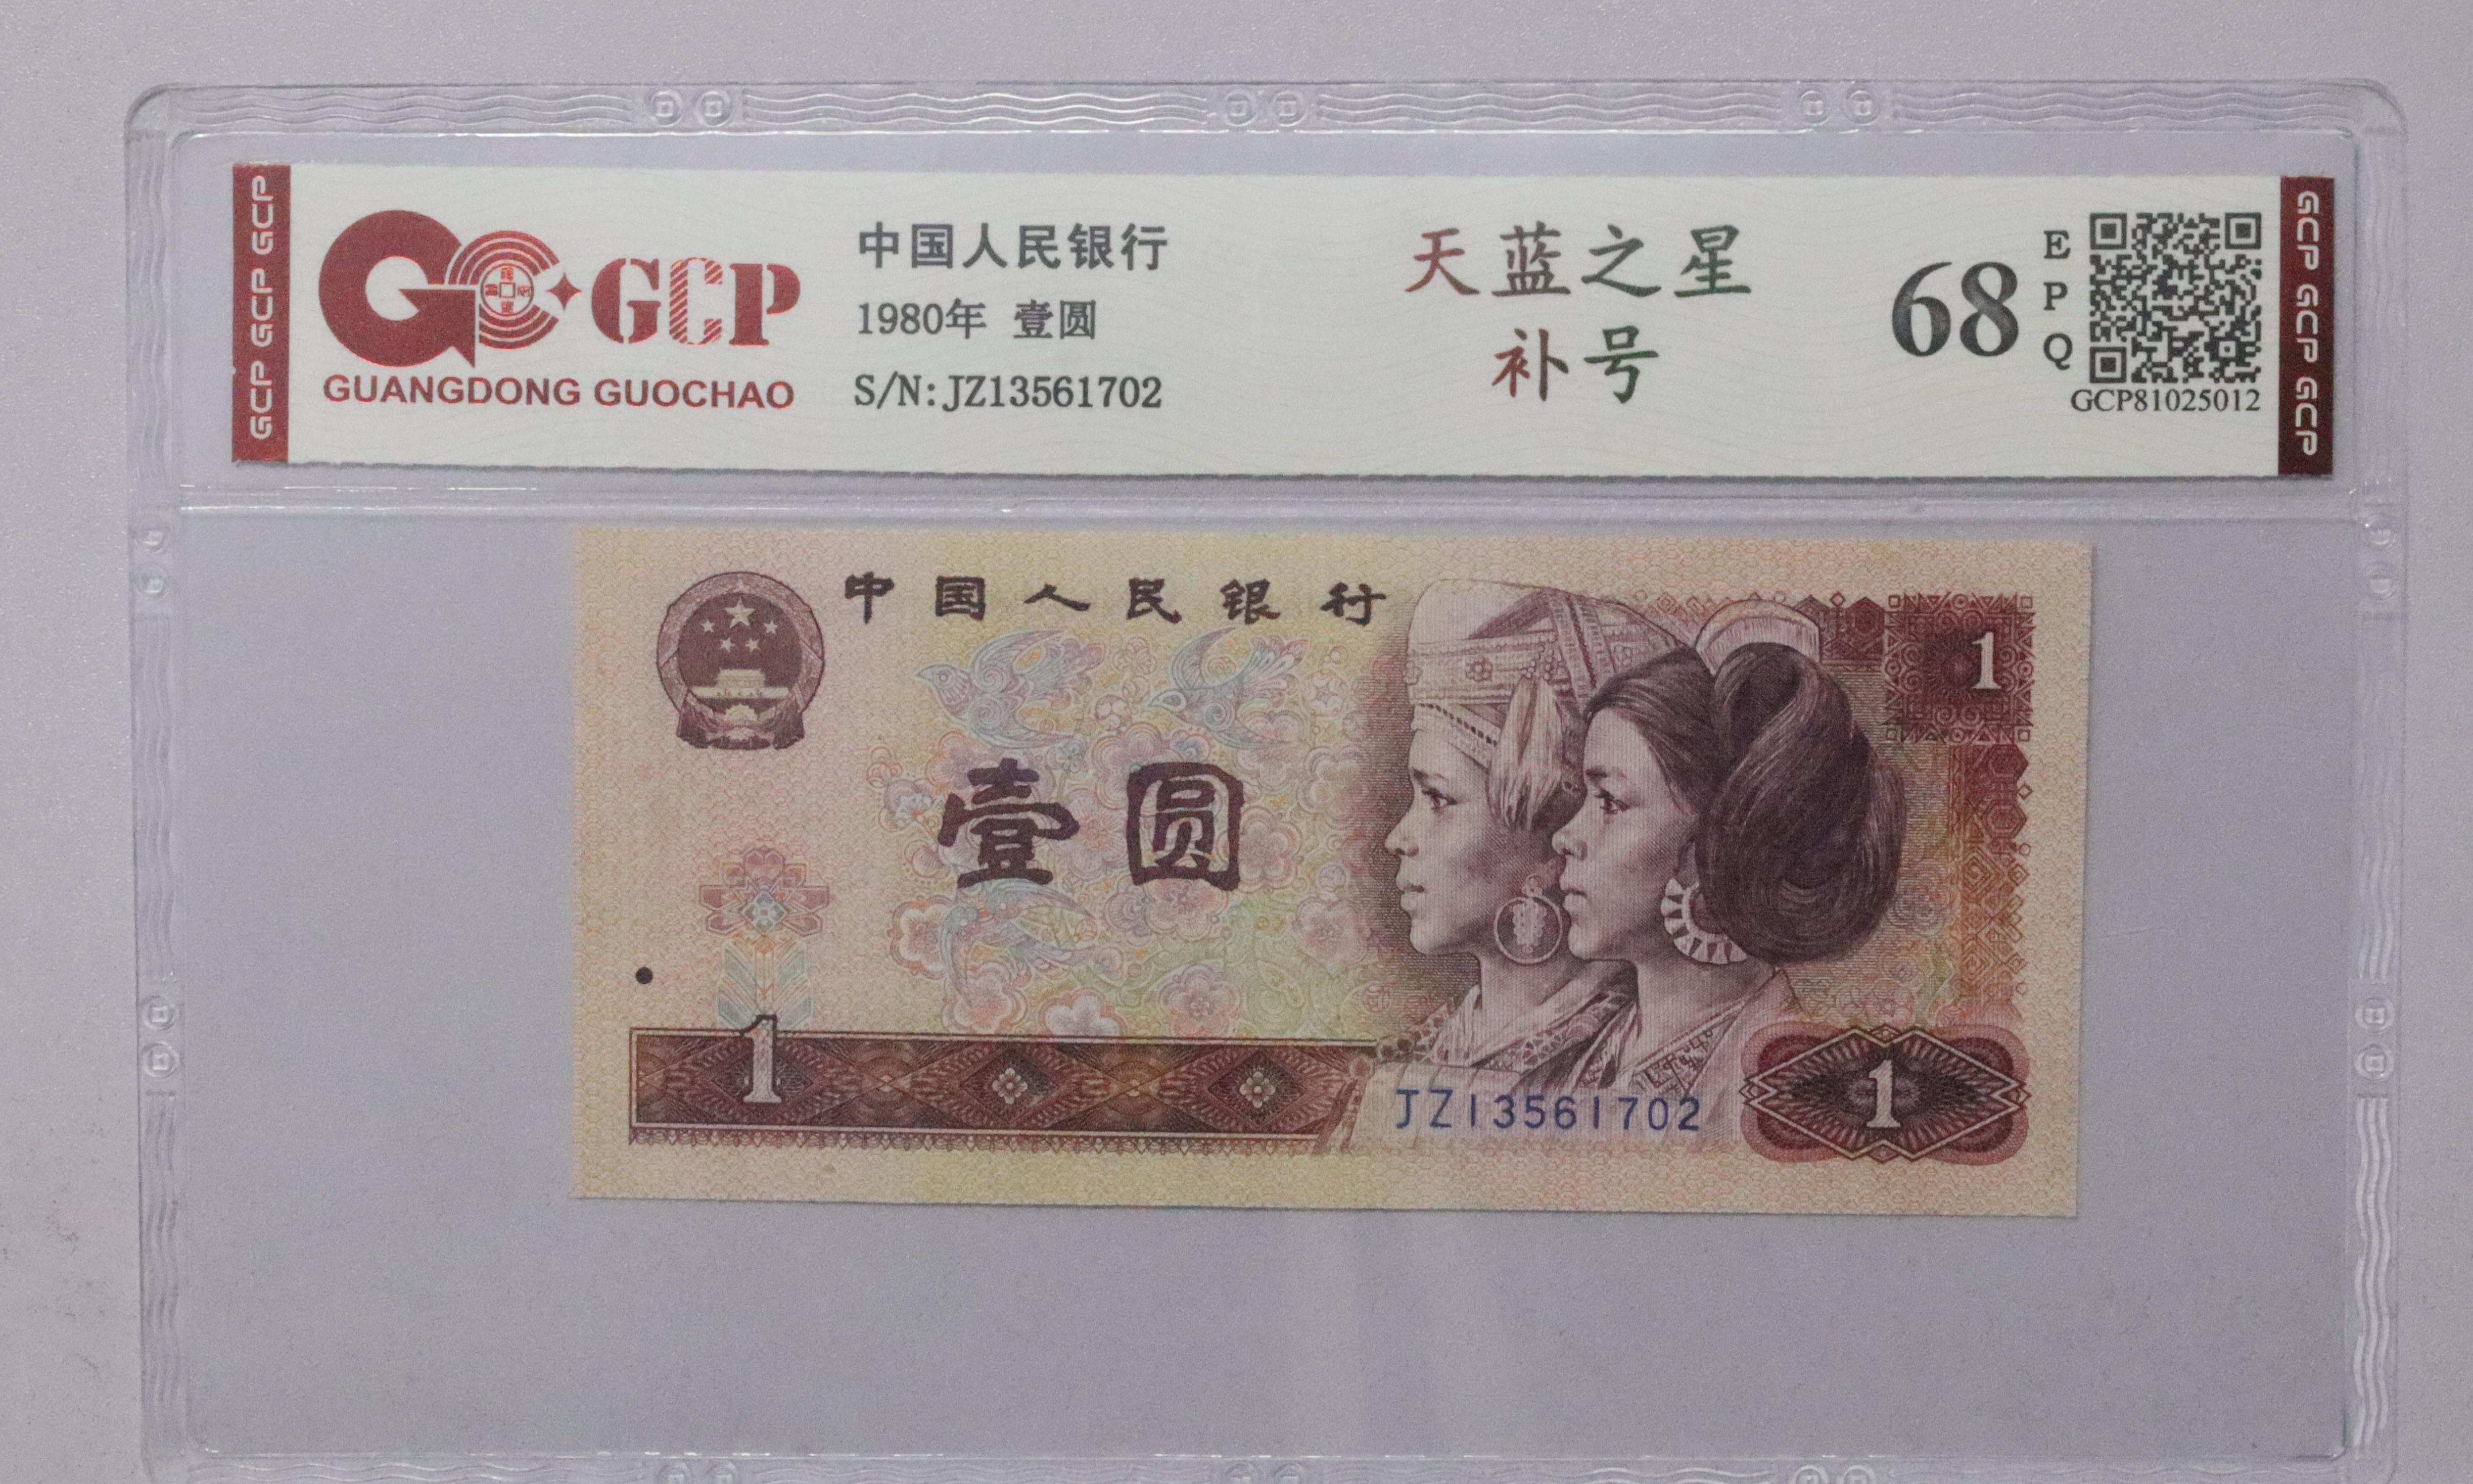 GCP GCP GCP
GCP
GUANGDONG GUOCHAO
中国人民银行
1980年 壹圆
S/N: JZ13561702
天蓝之星
补号
68
EPQ
GCP81025012
GCP GCP GCP
中国人民银行
1
壹圆
1
JZ13561702
1